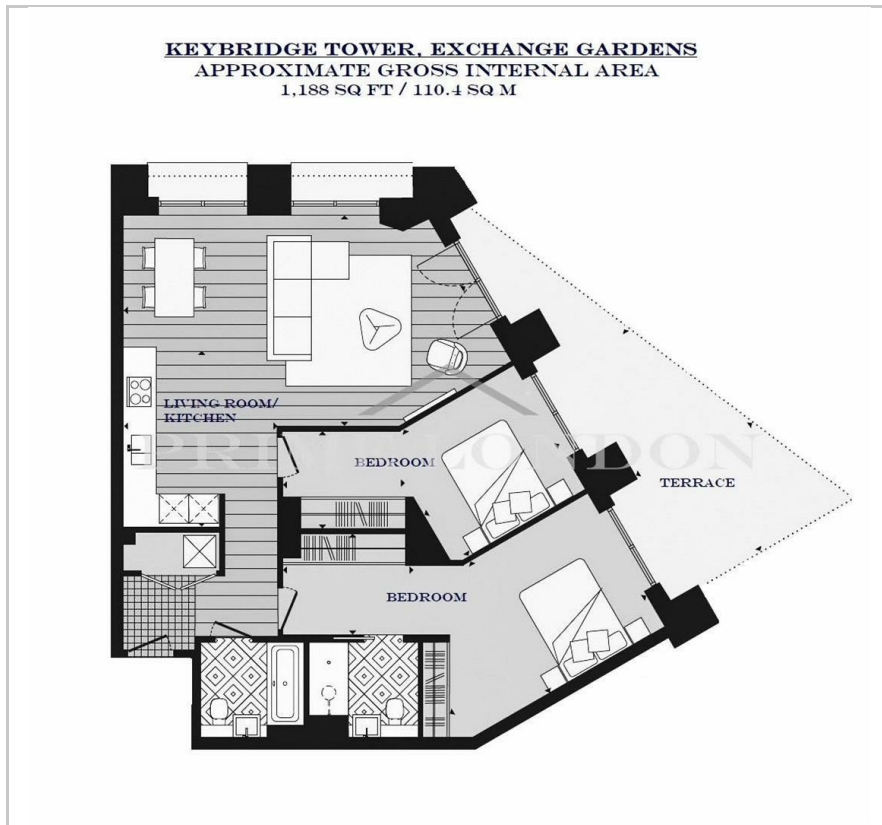 KEYBRIDGE TOWER, EXCHANGE GARDENS
APPROXIMATE GROSS INTERNAL AREA
1,188 SQ FT / 110.4 SQ M
LIVING ROOM/
KITCHEN
BEDROOM
PRIME LONDON
TERRACE
BEDROOM